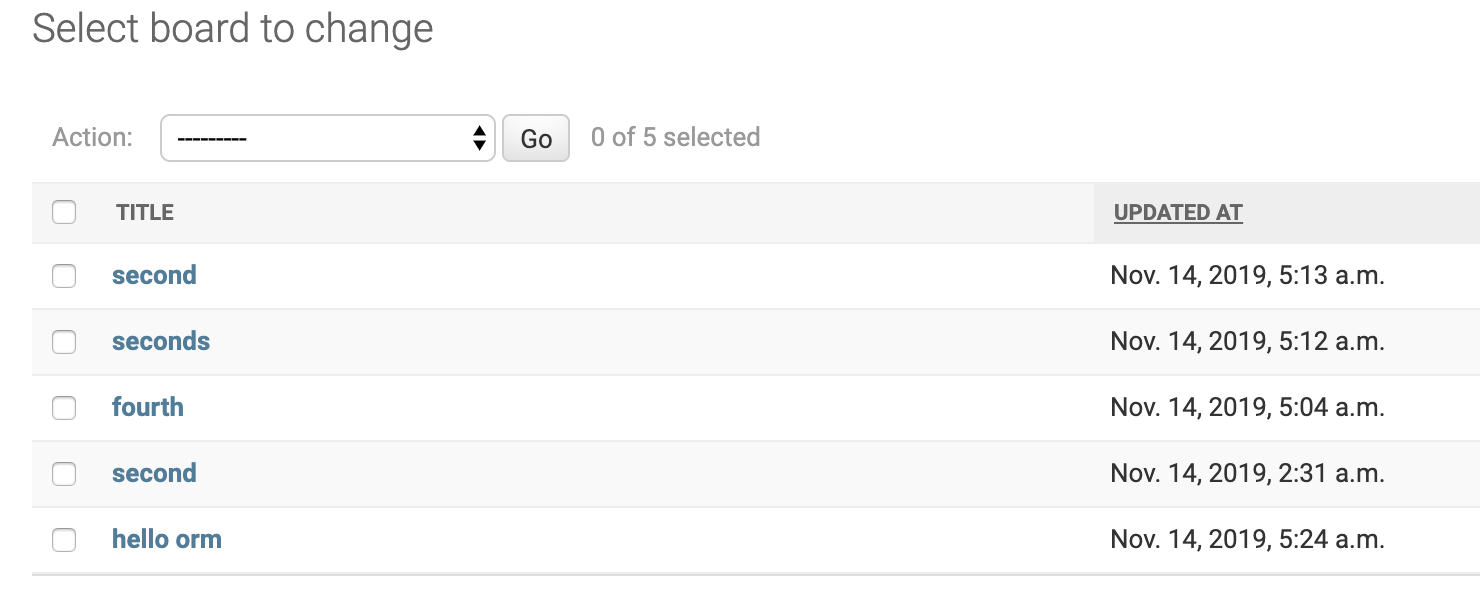 Select board to change
Action: --------- Go 0 of 5 selected
TITLE UPDATED AT
second Nov. 14, 2019, 5:13 a.m.
seconds Nov. 14, 2019, 5:12 a.m.
fourth Nov. 14, 2019, 5:04 a.m.
second Nov. 14, 2019, 2:31 a.m.
hello orm Nov. 14, 2019, 5:24 a.m.